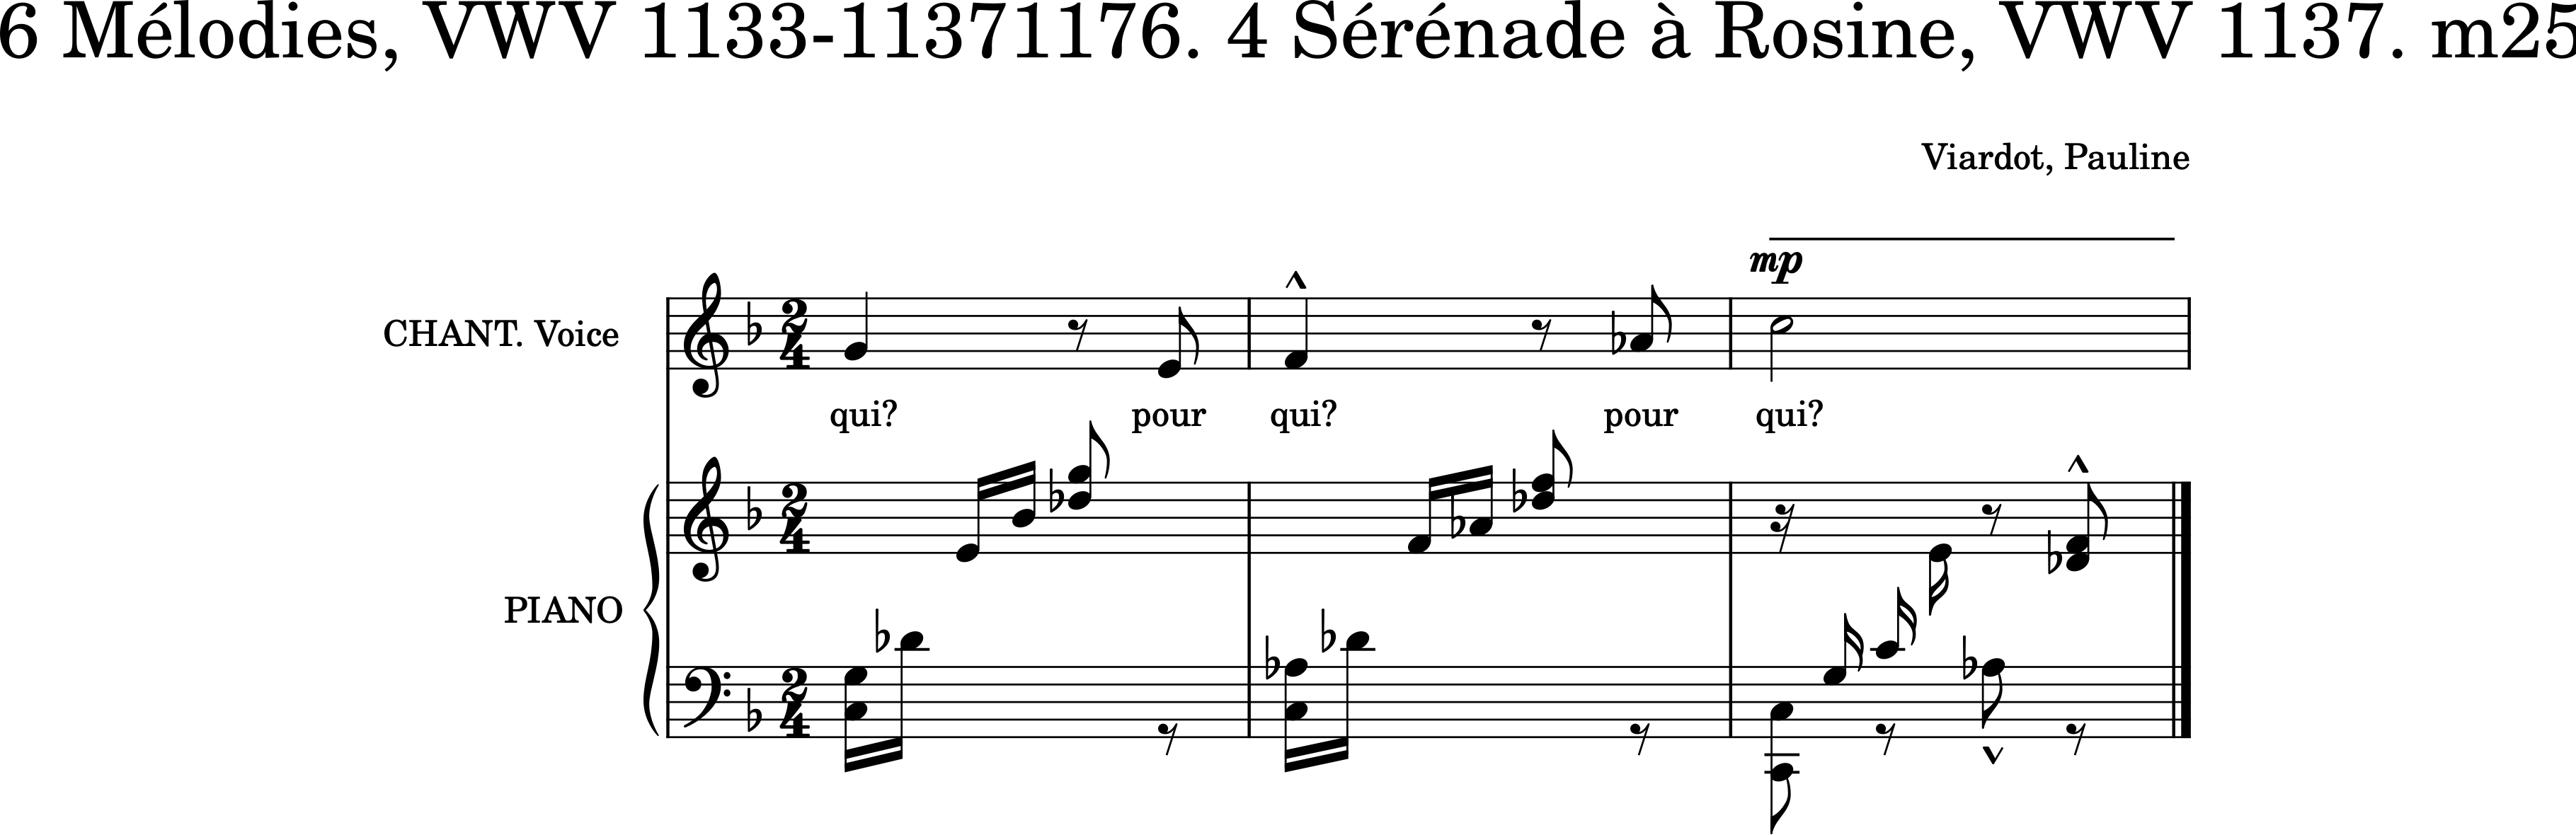 6 Mélodies, VWV 1133-11371176. 4 Sérénade à Rosine, VWV 1137. m25
Viardot, Pauline
mp
CHANT. Voice
qui? pour qui? pour qui?
PIANO